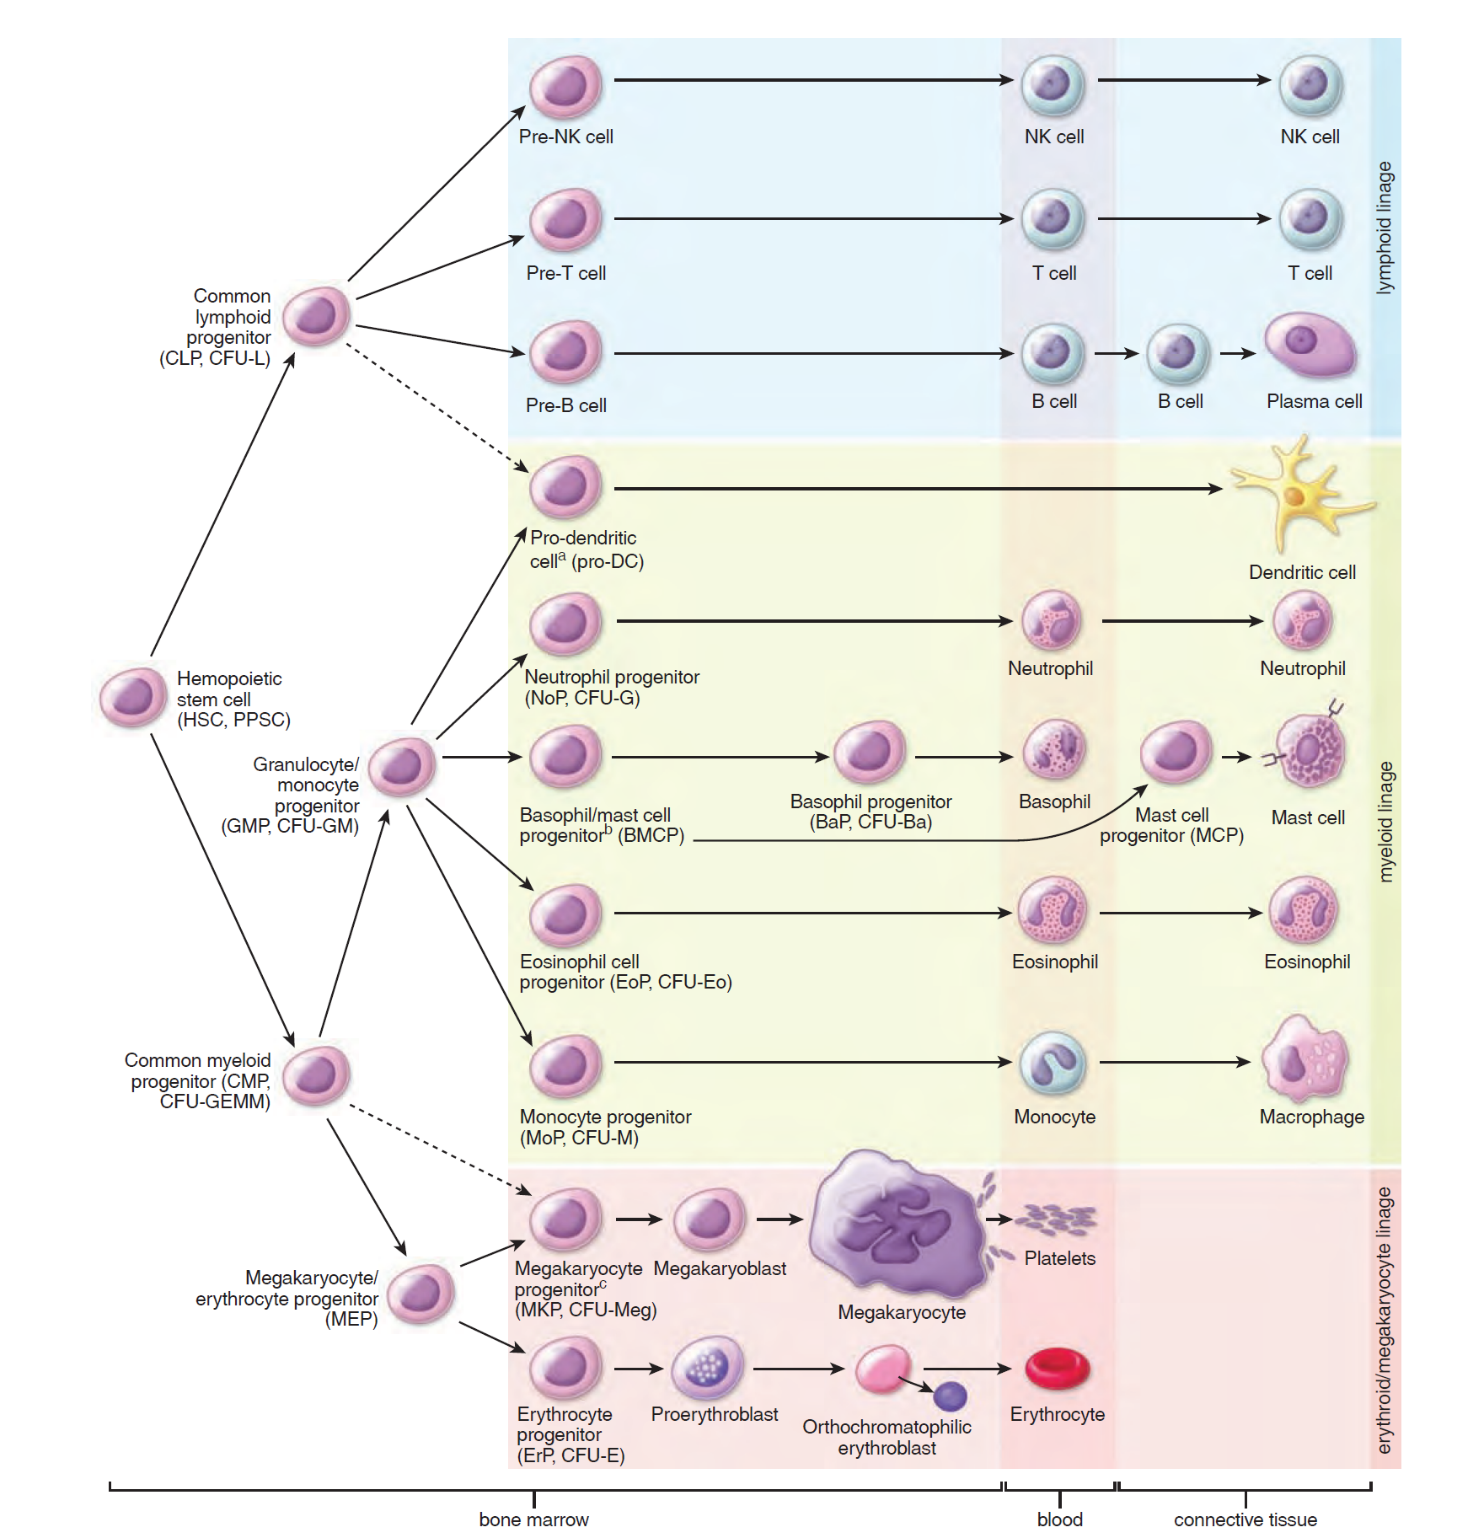 Pre-NK cell
NK cell
NK cell
Pre-T cell
T cell
T cell
Common
lymphoid
progenitor
(CLP, CFU-L)
Pre-B cell
B cell
B cell
Plasma cell
lymphoid linage
Pro-dendritic
cellᵃ (pro-DC)
Dendritic cell
Hemopoietic
stem cell
(HSC, PPSC)
Neutrophil progenitor
(NoP, CFU-G)
Neutrophil
Neutrophil
Granulocyte/
monocyte
progenitor
(GMP, CFU-GM)
Basophil/mast cell
progenitorᵇ (BMCP)
Basophil progenitor
(BaP, CFU-Ba)
Basophil
Mast cell
progenitor (MCP)
Mast cell
Eosinophil cell
progenitor (EoP, CFU-Eo)
Eosinophil
Eosinophil
myeloid linage
Common myeloid
progenitor (CMP,
CFU-GEMM)
Monocyte progenitor
(MoP, CFU-M)
Monocyte
Macrophage
Megakaryocyte/
erythrocyte progenitor
(MEP)
Megakaryocyte
progenitorᶜ
(MKP, CFU-Meg)
Megakaryoblast
Megakaryocyte
Platelets
Erythrocyte
progenitor
(ErP, CFU-E)
Proerythroblast
Orthochromatophilic
erythroblast
Erythrocyte
erythroid/megakaryocyte linage
bone marrow
blood
connective tissue